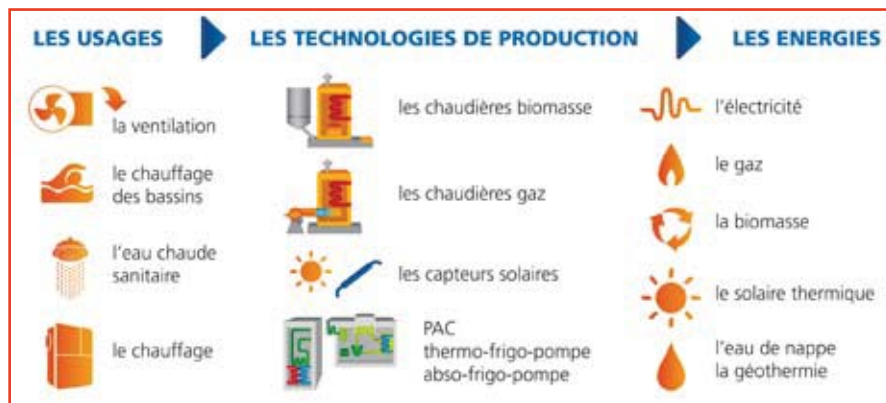 LES USAGES
LES TECHNOLOGIES DE PRODUCTION
LES ENERGIES
la ventilation
le chauffage
des bassins
l'eau chaude
sanitaire
le chauffage
les chaudières biomasse
les chaudières gaz
les capteurs solaires
PAC
thermo-frigo-pompe
abso-frigo-pompe
l'électricité
le gaz
la biomasse
le solaire thermique
l'eau de nappe
la géothermie